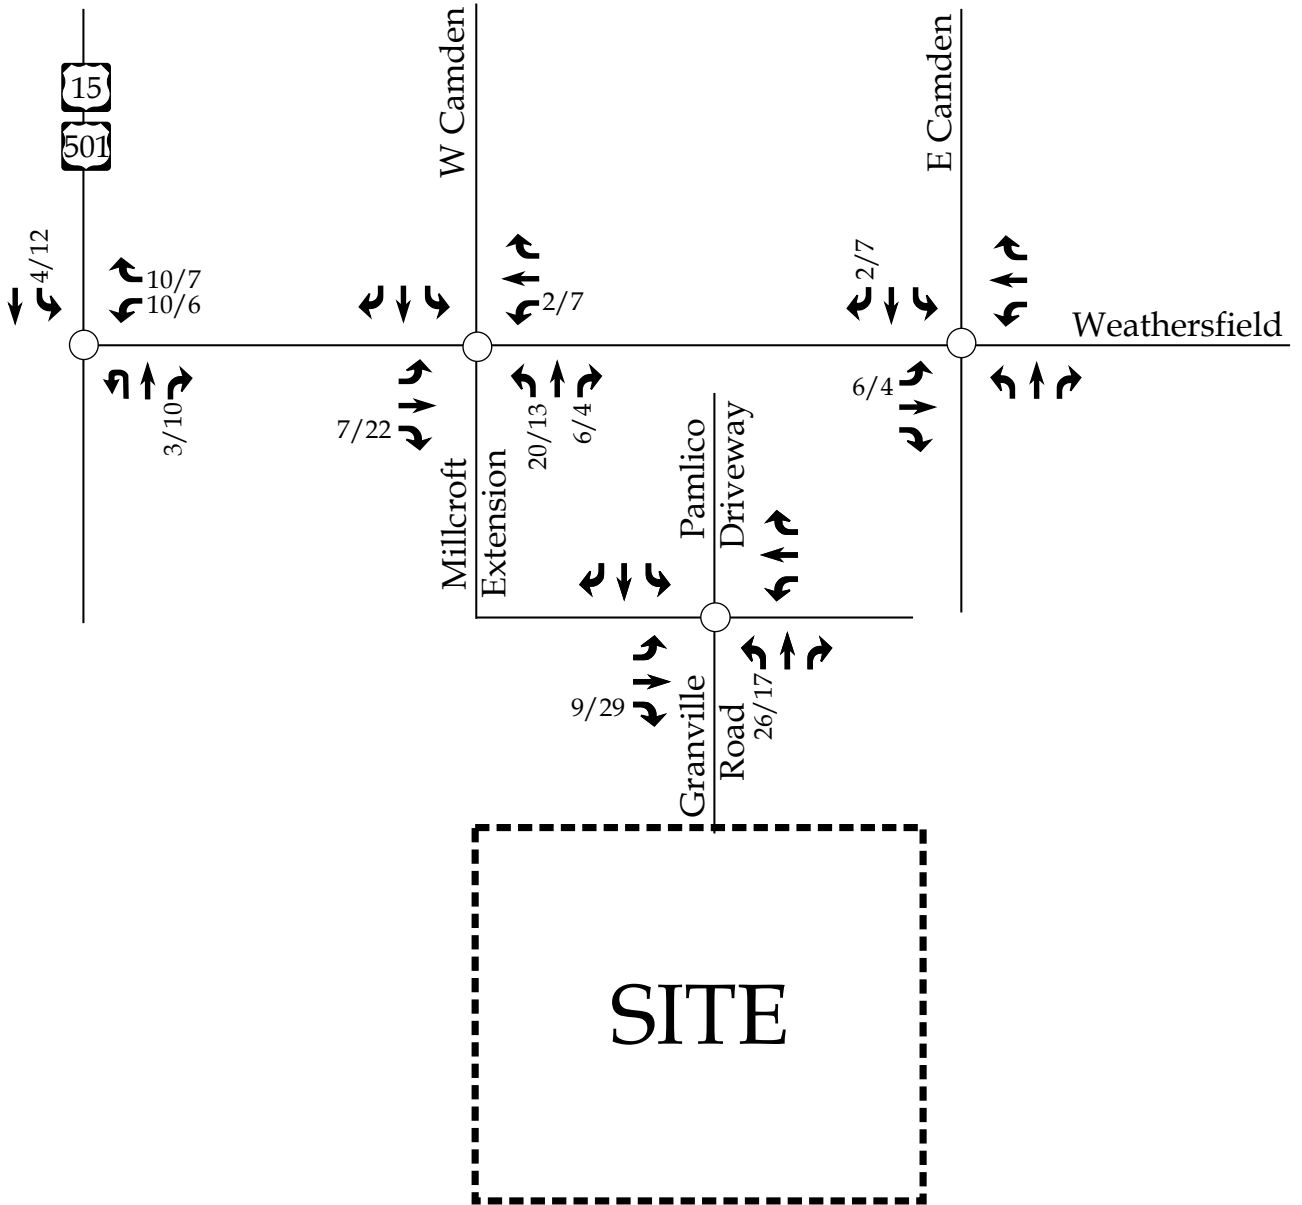 15
501
W Camden
E Camden
4/12
10/7
10/6
2/7
2/7
Weathersfield
3/10
7/22
20/13
6/4
6/4
Millcroft
Extension
Pamlico
Driveway
9/29
26/17
Granville
Road
SITE